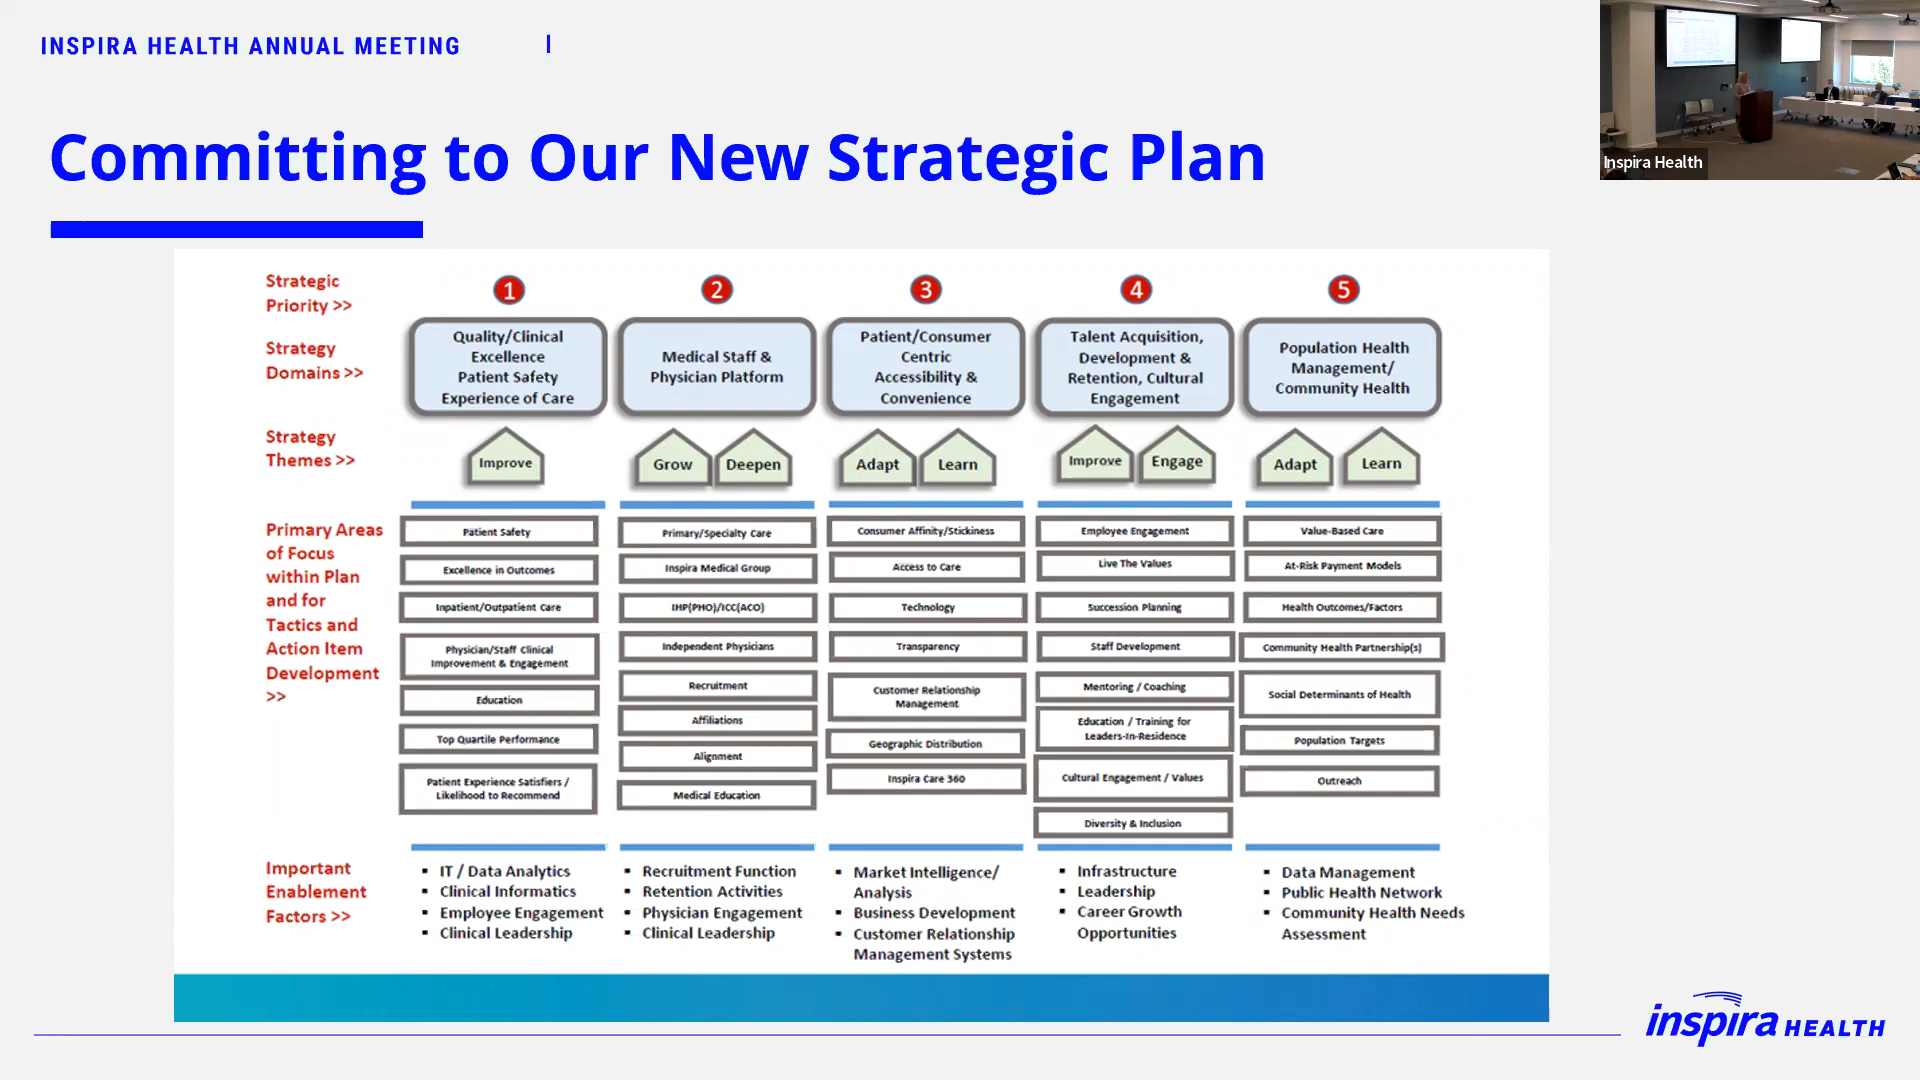 INSPIRA HEALTH ANNUAL MEETING |
Inspira Health
Committing to Our New Strategic Plan
Strategic
Priority >>
1
2
3
4
5
Strategy
Domains >>
Quality/Clinical
Excellence
Patient Safety
Experience of Care
Medical Staff &
Physician Platform
Patient/Consumer
Centric
Accessibility &
Convenience
Talent Acquisition,
Development &
Retention, Cultural
Engagement
Population Health
Management/
Community Health
Strategy
Themes >>
Improve
Grow
Deepen
Adapt
Learn
Improve
Engage
Adapt
Learn
Primary Areas
of Focus
within Plan
and for
Tactics and
Action Item
Development
>>
Patient Safety
Excellence in Outcomes
Inpatient/Outpatient Care
Physician/Staff Clinical
Improvement & Engagement
Education
Top Quartile Performance
Patient Experience Satisfiers /
Likelihood to Recommend
Primary/Specialty Care
Inspira Medical Group
IHP(PHO)/ICC(ACO)
Independent Physicians
Recruitment
Affiliations
Alignment
Medical Education
Consumer Affinity/Stickiness
Access to Care
Technology
Transparency
Customer Relationship
Management
Geographic Distribution
Inspira Care 360
Employee Engagement
Live The Values
Succession Planning
Staff Development
Mentoring / Coaching
Education / Training for
Leaders-In-Residence
Cultural Engagement / Values
Diversity & Inclusion
Value-Based Care
At-Risk Payment Models
Health Outcomes/Factors
Community Health Partnership(s)
Social Determinants of Health
Population Targets
Outreach
Important
Enablement
Factors >>
▪ IT / Data Analytics
▪ Clinical Informatics
▪ Employee Engagement
▪ Clinical Leadership
▪ Recruitment Function
▪ Retention Activities
▪ Physician Engagement
▪ Clinical Leadership
▪ Market Intelligence/
Analysis
▪ Business Development
▪ Customer Relationship
Management Systems
▪ Infrastructure
▪ Leadership
▪ Career Growth
Opportunities
▪ Data Management
▪ Public Health Network
▪ Community Health Needs
Assessment
inspira HEALTH